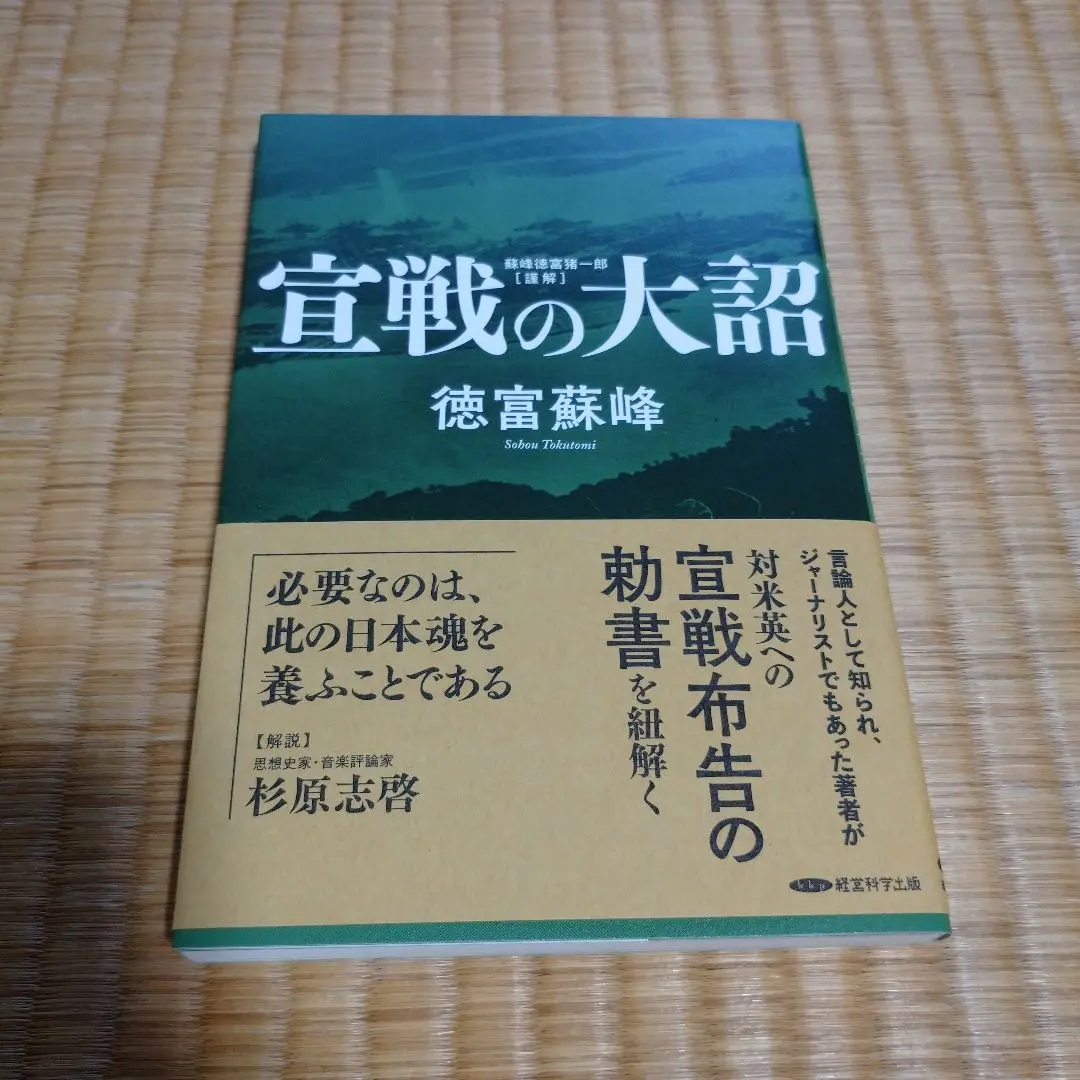 蘇峰徳富猪一郎
［謹解］
宣戦の大詔
徳富蘇峰
Sohou Tokutomi
言論人として知られ、
ジャーナリストでもあった著者が
対米英への
宣戦布告の
勅書を紐解く
必要なのは、
此の日本魂を
養ふことである
【解説】
思想史家・音楽評論家
杉原志啓
kkp 経営科学出版